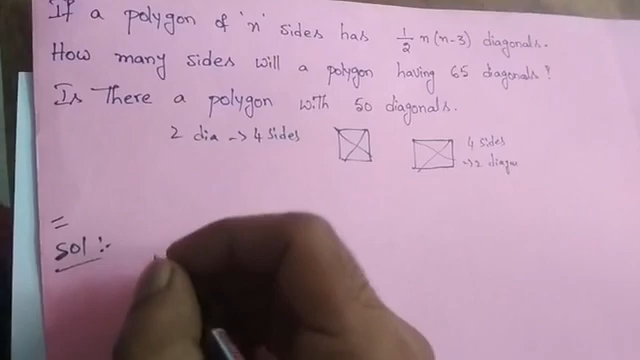 If a polygon of 'n' sides has 1/2 n(n-3) diagonals.
How many sides will a polygon having 65 diagonals?
Is There a polygon with 50 diagonals.
2 dia -> 4 sides
4 sides
-> 2 diagon
Sol :-